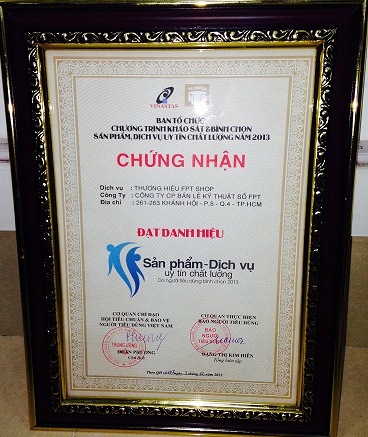 VINASTAS
BAN TỔ CHỨC
CHƯƠNG TRÌNH KHẢO SÁT & BÌNH CHỌN
SẢN PHẨM, DỊCH VỤ UY TÍN CHẤT LƯỢNG NĂM 2013
CHỨNG NHẬN
Dịch vụ : THƯƠNG HIỆU FPT SHOP
Công Ty : CÔNG TY CP BÁN LẺ KỸ THUẬT SỐ FPT
Địa chỉ : 261-263 KHÁNH HỘI - P.5 - Q.4 - TP.HCM
ĐẠT DANH HIỆU
Sản phẩm-Dịch vụ
uy tín chất lượng
Do người tiêu dùng bình chọn 2013
CƠ QUAN CHỈ ĐẠO
HỘI TIÊU CHUẨN & BẢO VỆ
NGƯỜI TIÊU DÙNG VIỆT NAM
CƠ QUAN THỰC HIỆN
BÁO NGƯỜI TIÊU DÙNG
TRUNG ƯƠNG
BÁO
NGƯỜI
TIÊU DÙNG
ĐOÀN PHƯƠNG
Chủ tịch
ĐẶNG THỊ KIM HIỀN
Tổng biên tập